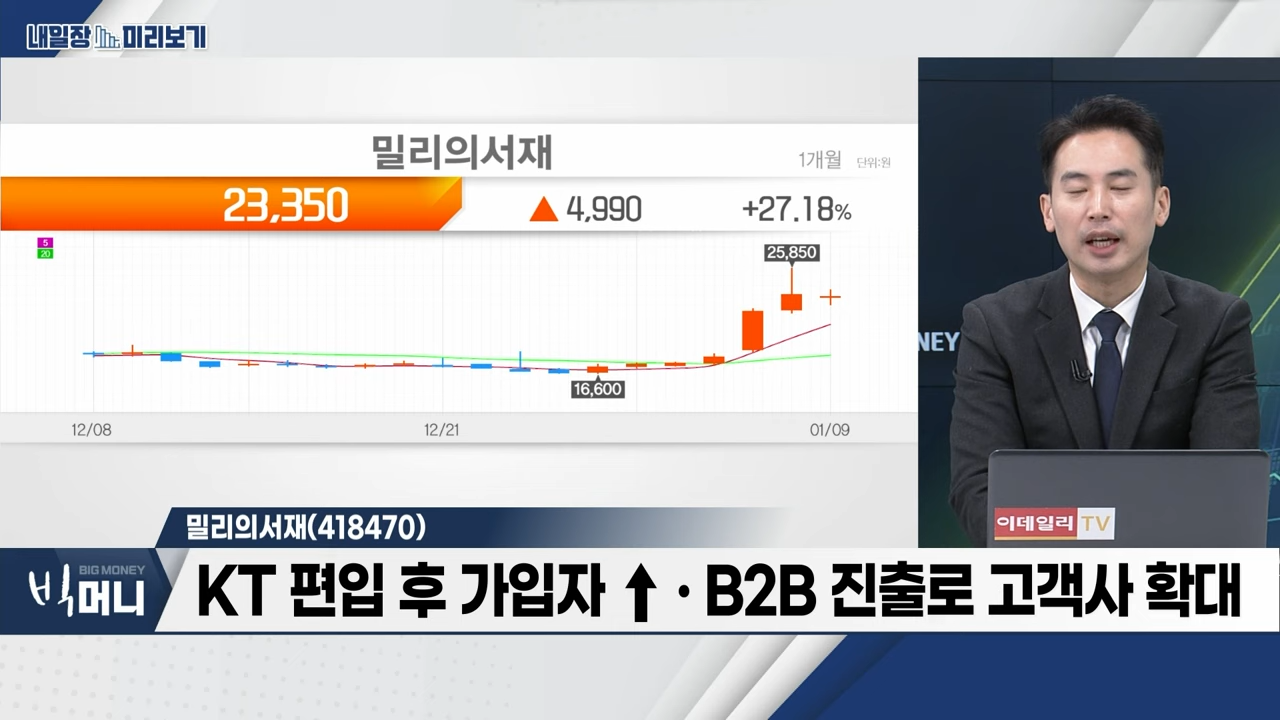 내일장 미리보기
밀리의서재
1개월 단위:원
23,350 ▲ 4,990 +27.18%
5
20
25,850
16,600
12/08 12/21 01/09
NEY
이데일리 TV
밀리의서재(418470)
빅머니 BIG MONEY
KT 편입 후 가입자 ↑·B2B 진출로 고객사 확대